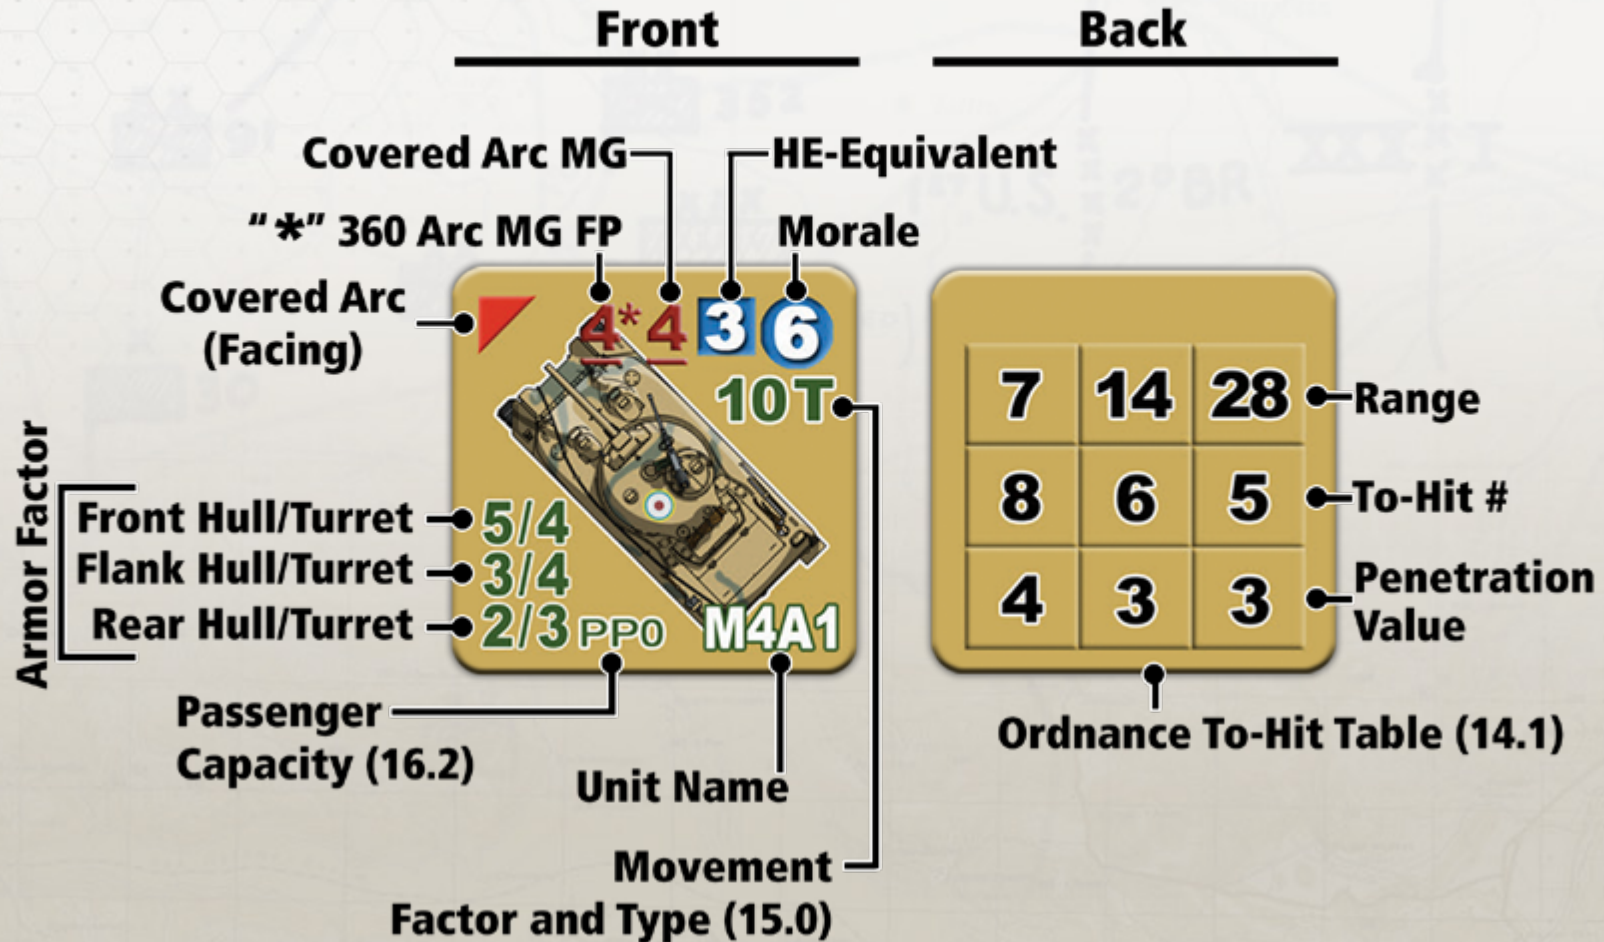 Front
Back
Covered Arc MG
HE-Equivalent
"*" 360 Arc MG FP
Morale
Covered Arc
(Facing)
4* 4 3 6
10T
7 14 28
Range
Armor Factor
Front Hull/Turret
5/4
8 6 5
To-Hit #
Flank Hull/Turret
3/4
Rear Hull/Turret
2/3 PP0 M4A1
4 3 3
Penetration
Value
Passenger
Capacity (16.2)
Ordnance To-Hit Table (14.1)
Unit Name
Movement
Factor and Type (15.0)